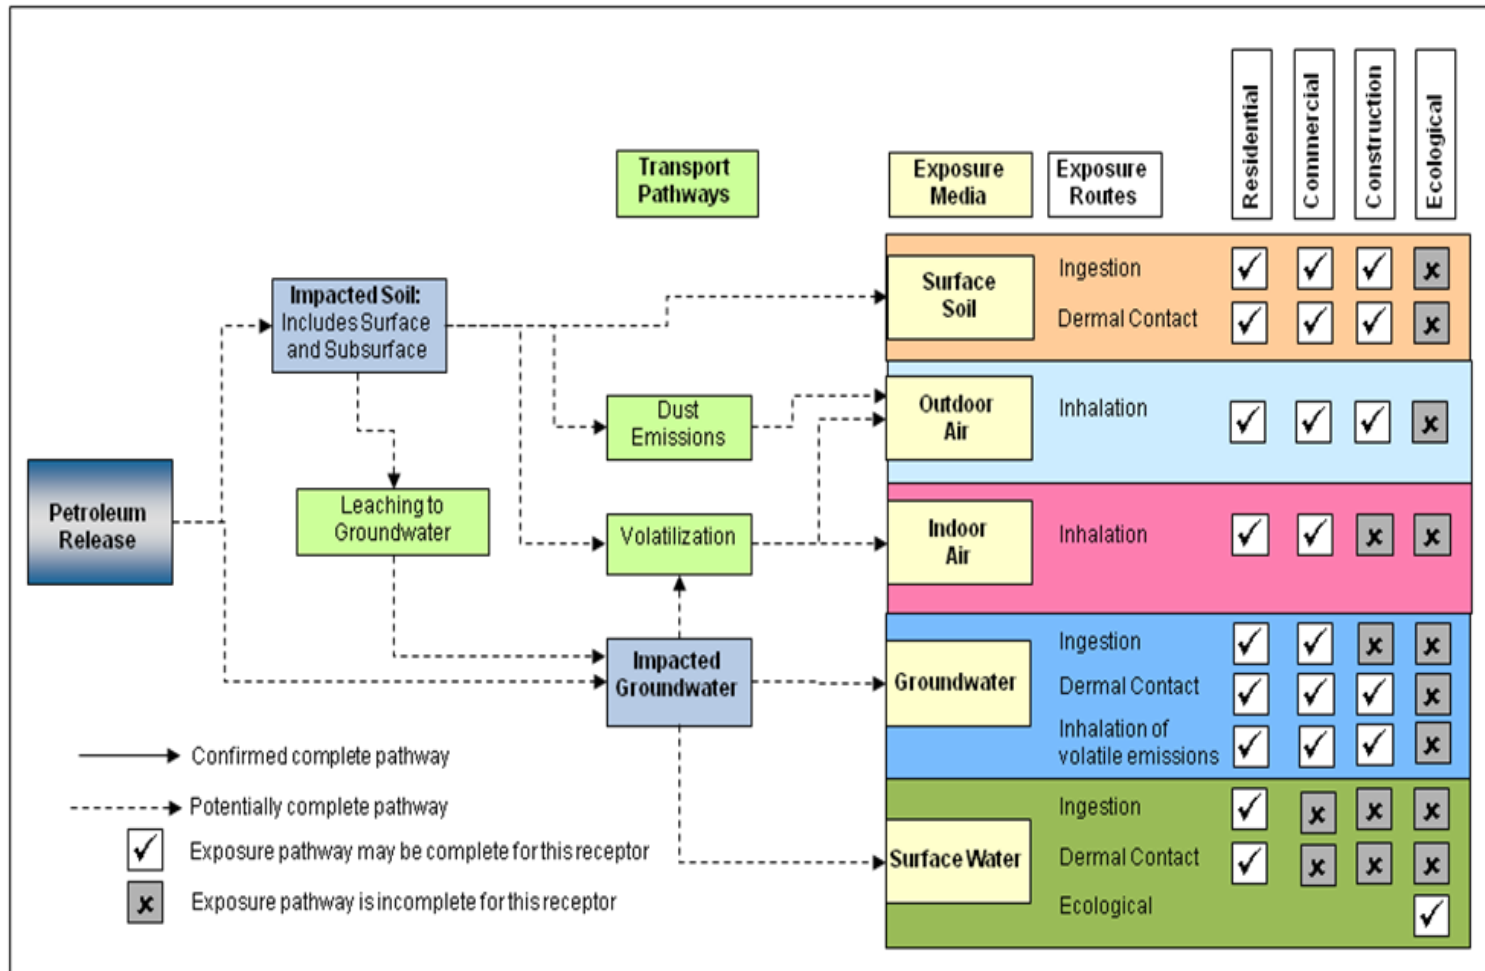 Residential
Commercial
Construction
Ecological
Transport
Pathways
Exposure
Media
Exposure
Routes
Impacted Soil:
Includes Surface
and Subsurface
Surface
Soil
Ingestion
Dermal Contact
Dust
Emissions
Outdoor
Air
Inhalation
Petroleum
Release
Leaching to
Groundwater
Volatilization
Indoor
Air
Inhalation
Impacted
Groundwater
Groundwater
Ingestion
Dermal Contact
Inhalation of
volatile emissions
Surface Water
Ingestion
Dermal Contact
Ecological
Confirmed complete pathway
Potentially complete pathway
Exposure pathway may be complete for this receptor
Exposure pathway is incomplete for this receptor